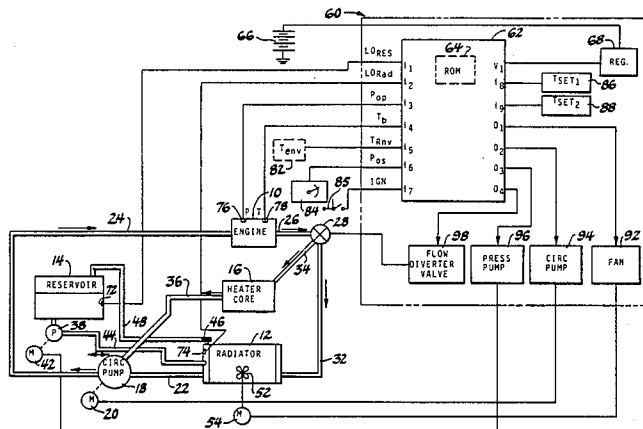 60
62
66
64
ROM
68
REG.
LORES
LORad
Pop
Tb
TRnv
Pos
IGN
I1
I2
I3
I4
I5
I6
I7
V1
I8
I9
O1
O2
O3
O4
TSET1
86
TSET2
88
Tenv
82
84
85
76
P
T
10
78
ENGINE
24
26
28
34
14
RESERVOIR
72
36
16
HEATER CORE
98
FLOW DIVERTER VALVE
96
PRESS PUMP
94
CIRC PUMP
92
FAN
48
38
P
44
46
12
RADIATOR
74
32
M
42
CIRC PUMP
18
22
52
M
20
54
M